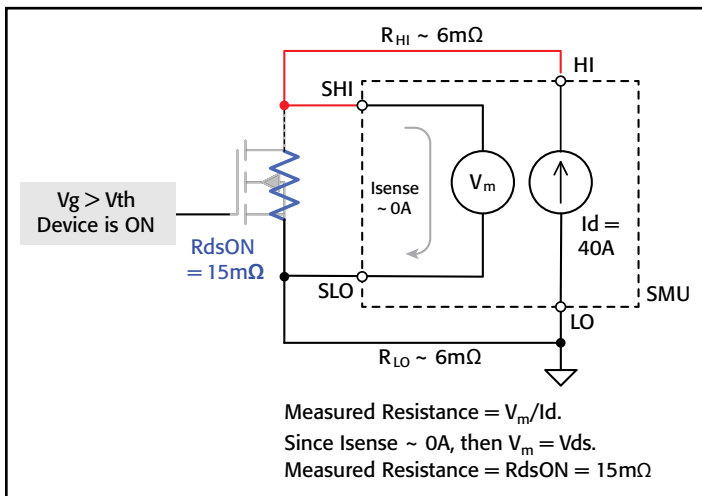 R_HI ~ 6mΩ
HI
SHI
Isense
~ 0A
V_m
Id =
40A
Vg > Vth
Device is ON
RdsON
= 15mΩ
SLO
SMU
LO
R_LO ~ 6mΩ
Measured Resistance = V_m/Id.
Since Isense ~ 0A, then V_m = Vds.
Measured Resistance = RdsON = 15mΩ